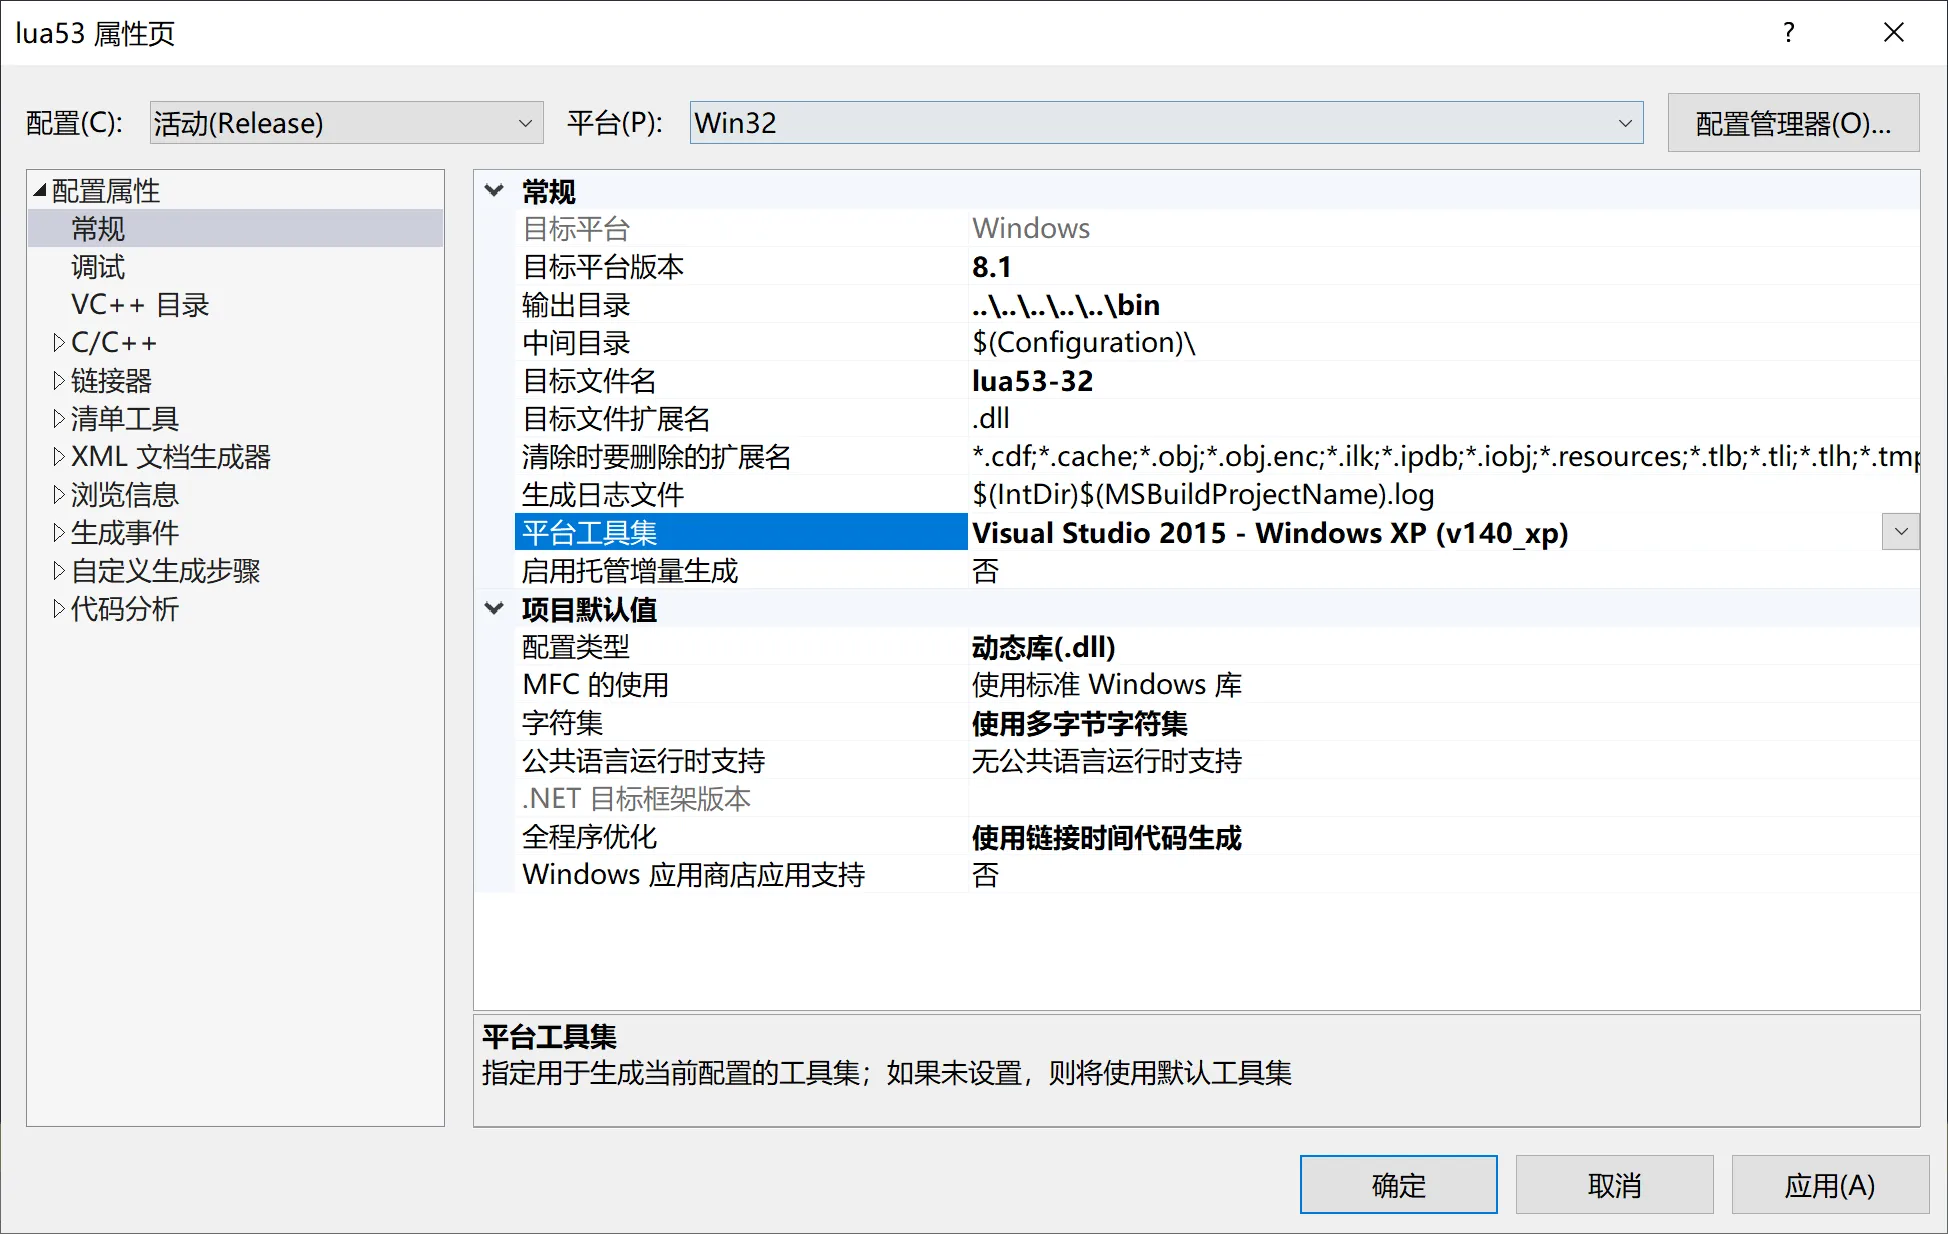 lua53 属性页
?
配置(C):
活动(Release)
平台(P):
Win32
配置管理器(O)...
配置属性
常规
调试
VC++ 目录
C/C++
链接器
清单工具
XML 文档生成器
浏览信息
生成事件
自定义生成步骤
代码分析
常规
目标平台 Windows
目标平台版本 8.1
输出目录 ..\..\..\..\..\bin
中间目录 $(Configuration)\
目标文件名 lua53-32
目标文件扩展名 .dll
清除时要删除的扩展名 *.cdf;*.cache;*.obj;*.obj.enc;*.ilk;*.ipdb;*.iobj;*.resources;*.tlb;*.tli;*.tlh;*.tmp
生成日志文件 $(IntDir)$(MSBuildProjectName).log
平台工具集 Visual Studio 2015 - Windows XP (v140_xp)
启用托管增量生成 否
项目默认值
配置类型 动态库(.dll)
MFC 的使用 使用标准 Windows 库
字符集 使用多字节字符集
公共语言运行时支持 无公共语言运行时支持
.NET 目标框架版本
全程序优化 使用链接时间代码生成
Windows 应用商店应用支持 否
平台工具集
指定用于生成当前配置的工具集；如果未设置，则将使用默认工具集
确定
取消
应用(A)